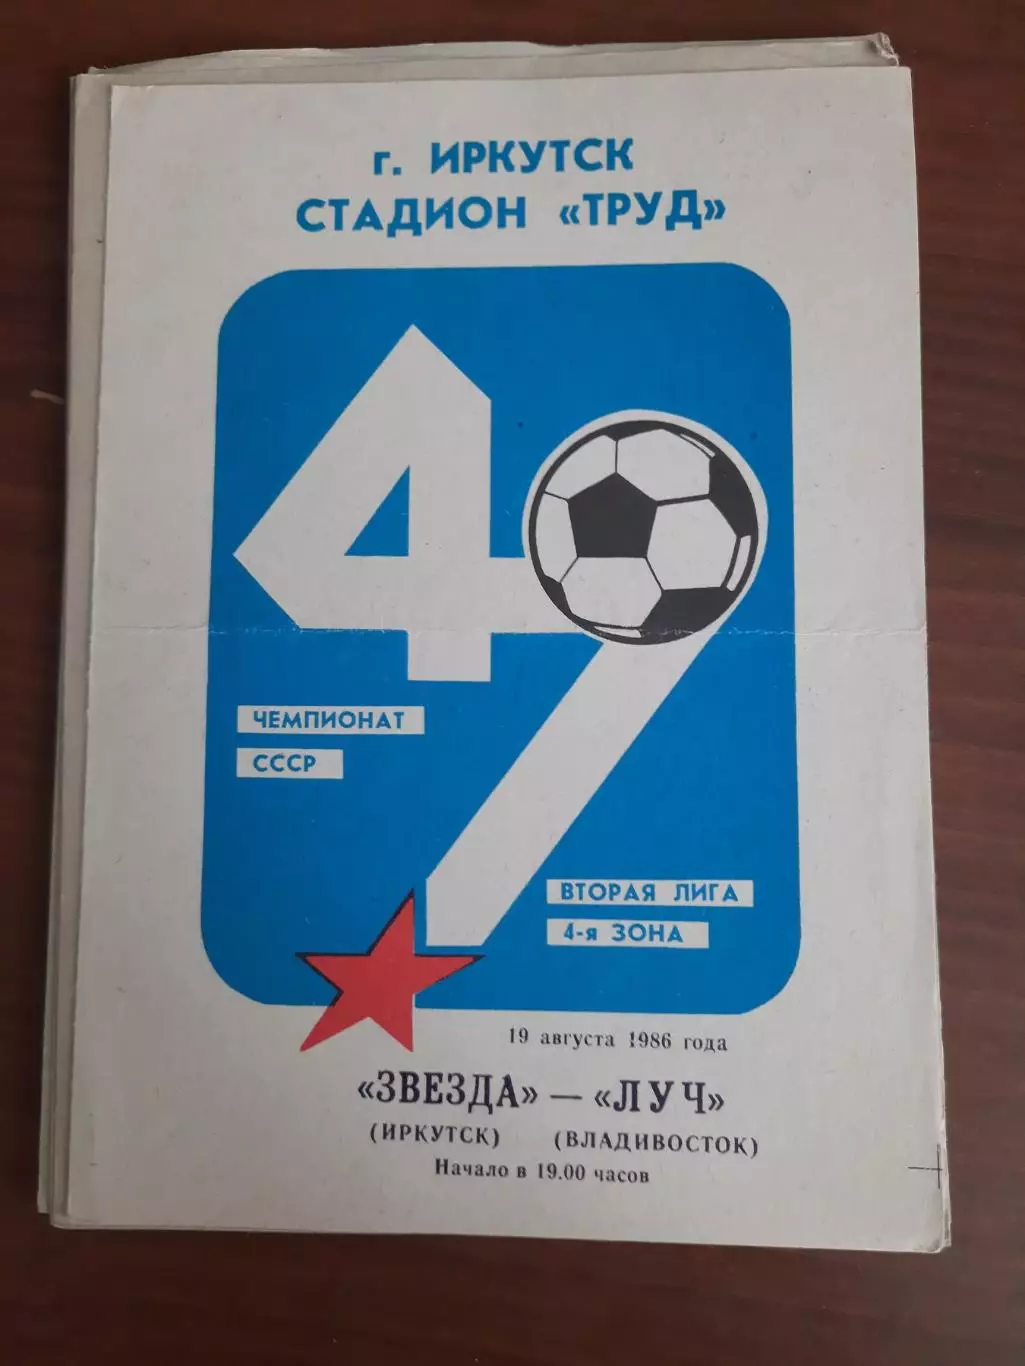 г. ИРКУТСК
СТАДИОН «ТРУД»
49
ЧЕМПИОНАТ
СССР
ВТОРАЯ ЛИГА
4-я ЗОНА
19 августа 1986 года
«ЗВЕЗДА» — «ЛУЧ»
(ИРКУТСК) (ВЛАДИВОСТОК)
Начало в 19.00 часов